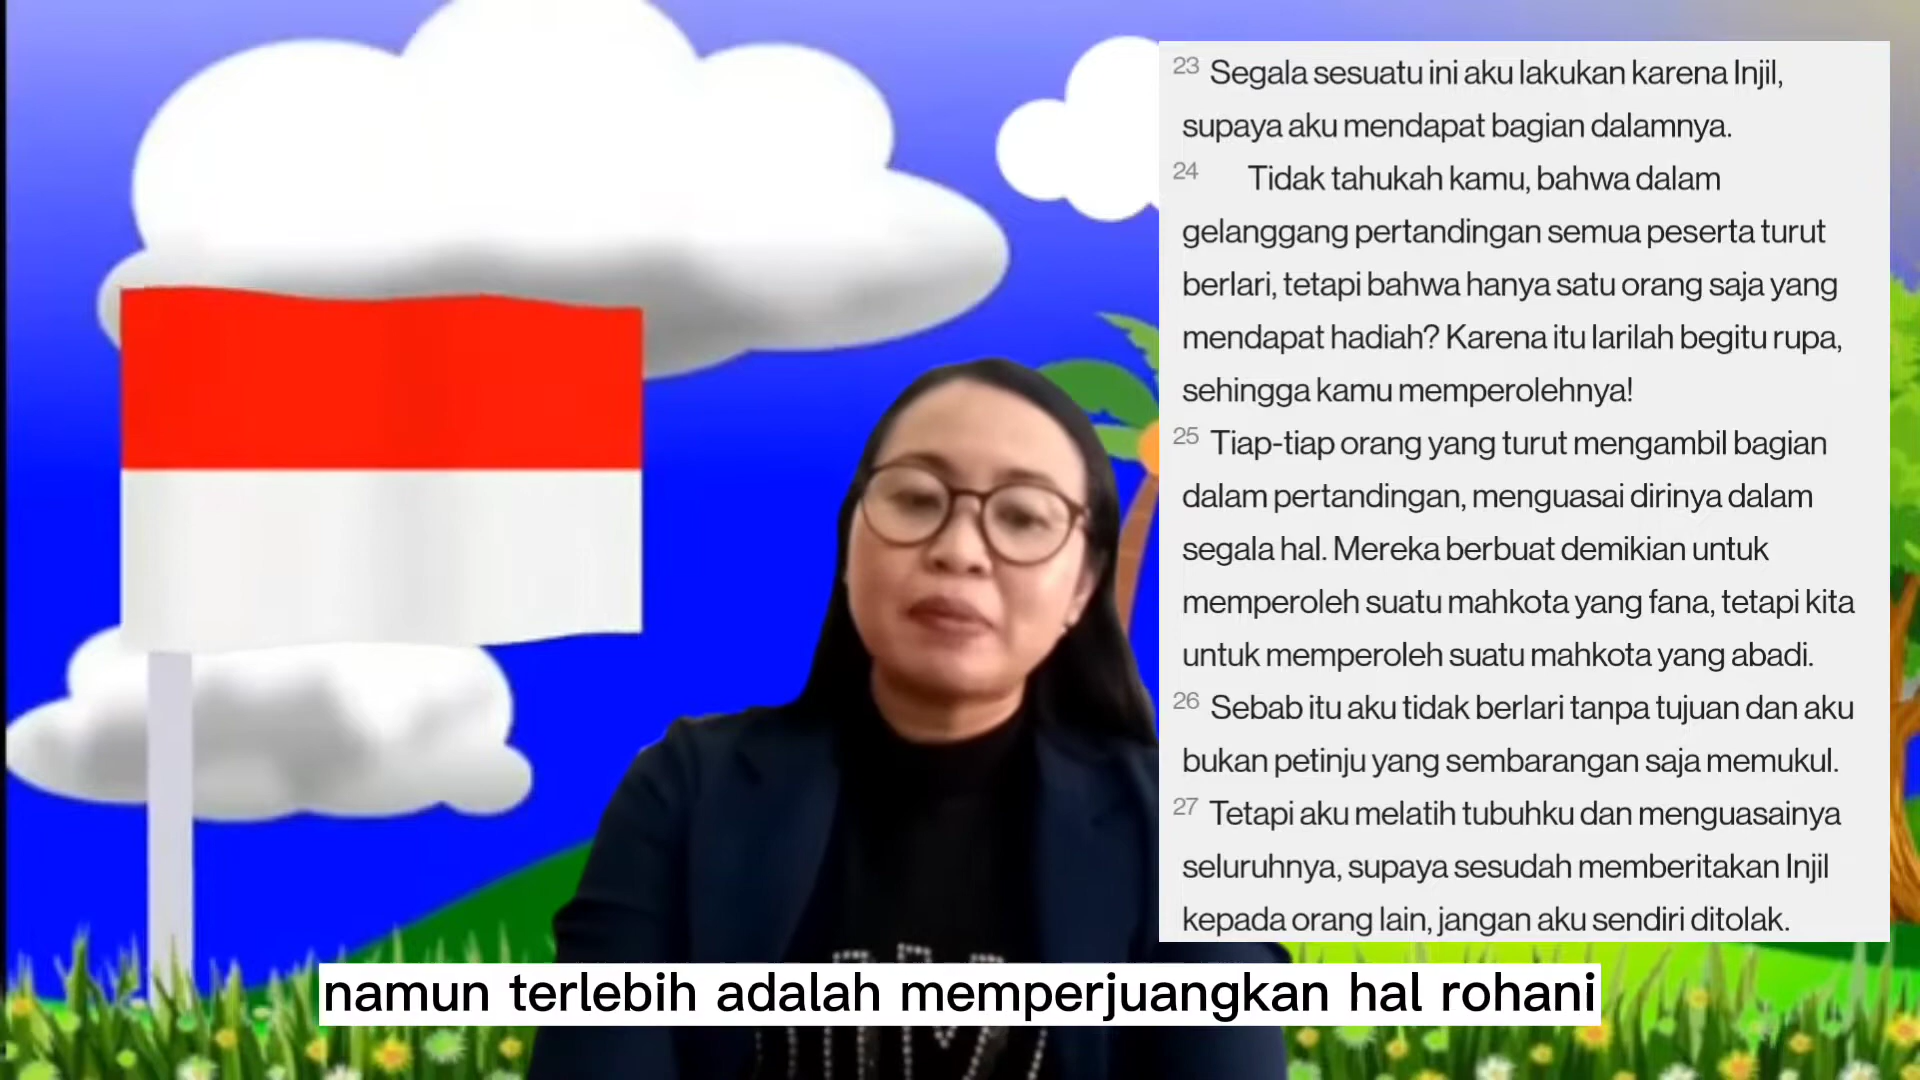 23 Segala sesuatu ini aku lakukan karena Injil,
supaya aku mendapat bagian dalamnya.
24 Tidak tahukah kamu, bahwa dalam
gelanggang pertandingan semua peserta turut
berlari, tetapi bahwa hanya satu orang saja yang
mendapat hadiah? Karena itu larilah begitu rupa,
sehingga kamu memperolehnya!
25 Tiap-tiap orang yang turut mengambil bagian
dalam pertandingan, menguasai dirinya dalam
segala hal. Mereka berbuat demikian untuk
memperoleh suatu mahkota yang fana, tetapi kita
untuk memperoleh suatu mahkota yang abadi.
26 Sebab itu aku tidak berlari tanpa tujuan dan aku
bukan petinju yang sembarangan saja memukul.
27 Tetapi aku melatih tubuhku dan menguasainya
seluruhnya, supaya sesudah memberitakan Injil
kepada orang lain, jangan aku sendiri ditolak.
namun terlebih adalah memperjuangkan hal rohani